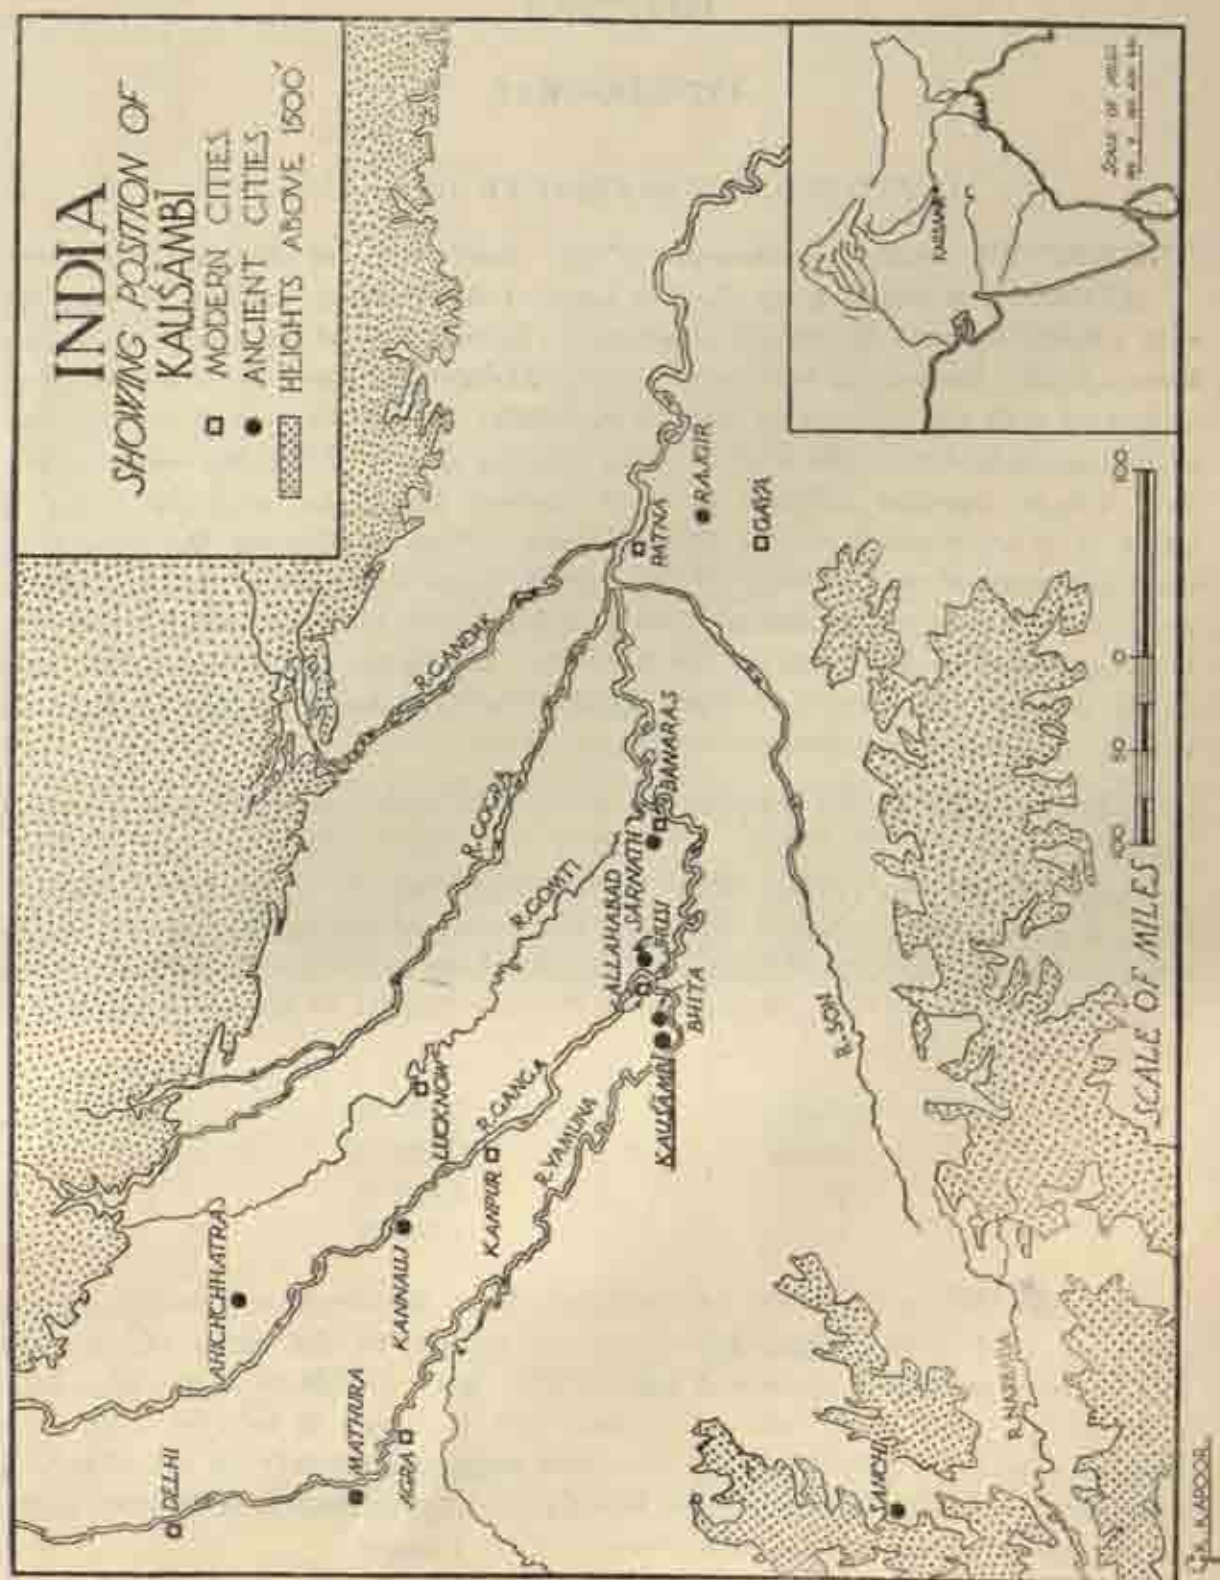 INDIA
SHOWING POSITION OF
KAUŚĀMBĪ
MODERN CITIES
ANCIENT CITIES
HEIGHTS ABOVE 1500'
DELHI
MATHURA
AGRA
AHICHCHHATRA
KANNAUJ
KANPUR
LUCKNOW
R. GANGA
R. YAMUNA
R. GOMTI
R. GOGRA
R. GANDAK
ALLAHABAD
SARNATH
BANARAS
JHUSI
BHITA
KAUSAMBI
PATNA
RAJGIR
GAYA
R. SON
R. NARBADA
SANCHI
SCALE OF MILES
100 50 0 100
KAUSAMBI
SCALE OF MILES
G. K. KAPOOR